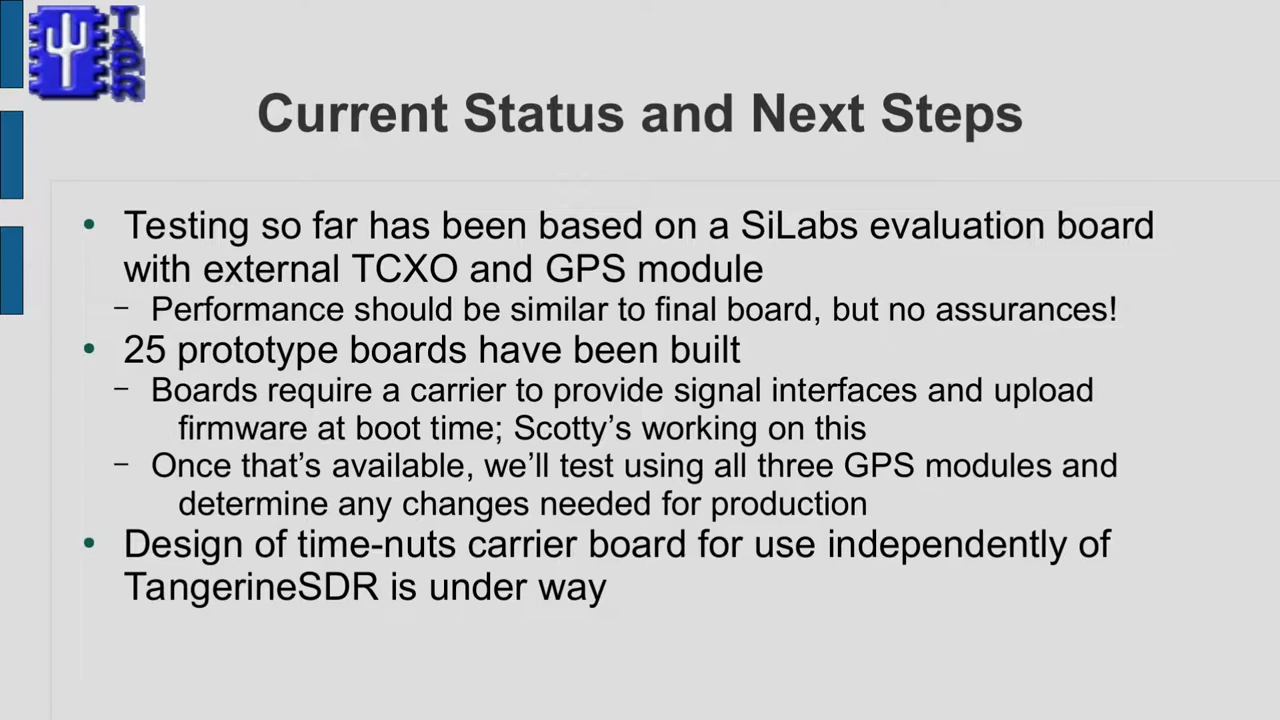 TAPR
Current Status and Next Steps
• Testing so far has been based on a SiLabs evaluation board
with external TCXO and GPS module
– Performance should be similar to final board, but no assurances!
• 25 prototype boards have been built
– Boards require a carrier to provide signal interfaces and upload
firmware at boot time; Scotty’s working on this
– Once that’s available, we’ll test using all three GPS modules and
determine any changes needed for production
• Design of time-nuts carrier board for use independently of
TangerineSDR is under way